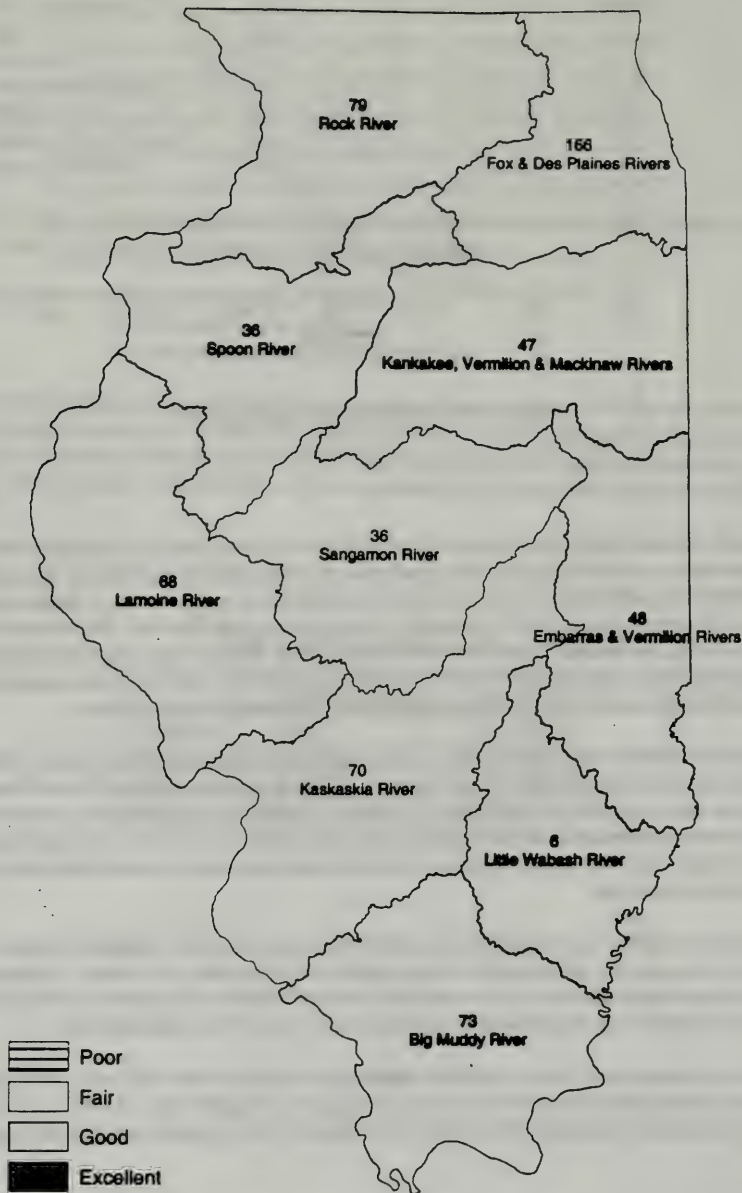 79
Rock River
166
Fox & Des Plaines Rivers
36
Spoon River
47
Kankakee, Vermilion & Mackinaw Rivers
36
Sangamon River
68
Lamoine River
48
Embarras & Vermilion Rivers
70
Kaskaskia River
6
Little Wabash River
73
Big Muddy River
Poor
Fair
Good
Excellent